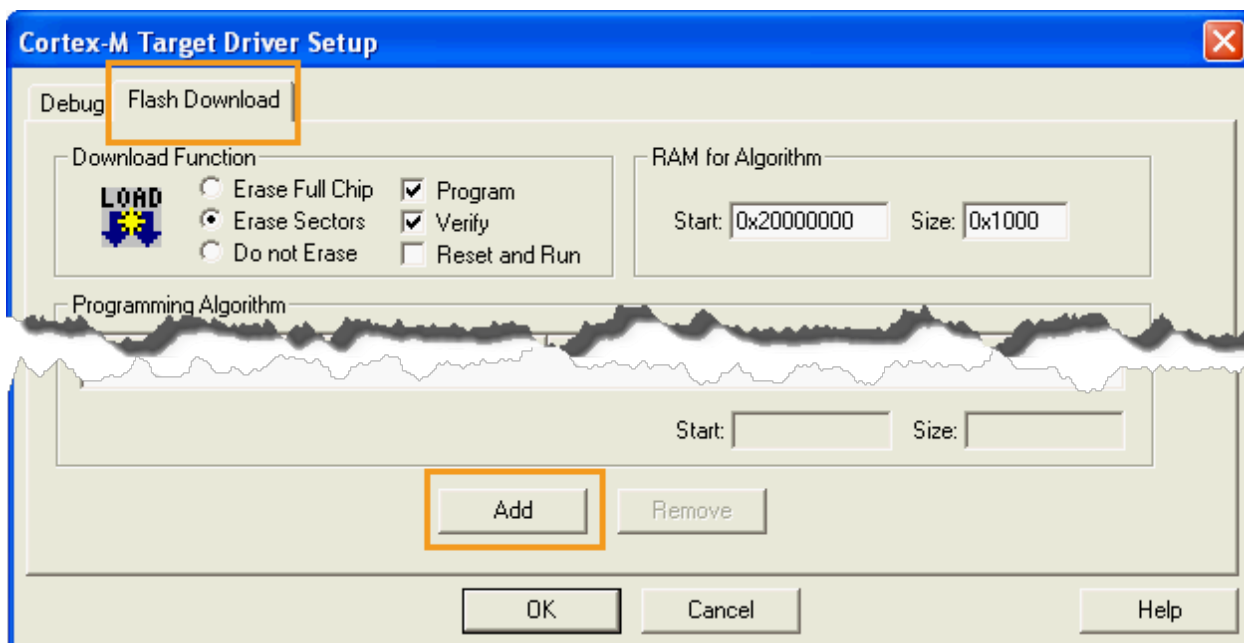 Cortex-M Target Driver Setup
Debug Flash Download
Download Function
RAM for Algorithm
LOAD
Erase Full Chip Program
Erase Sectors Verify
Do not Erase Reset and Run
Start: 0x20000000 Size: 0x1000
Programming Algorithm
Start: Size:
Add Remove
OK Cancel Help